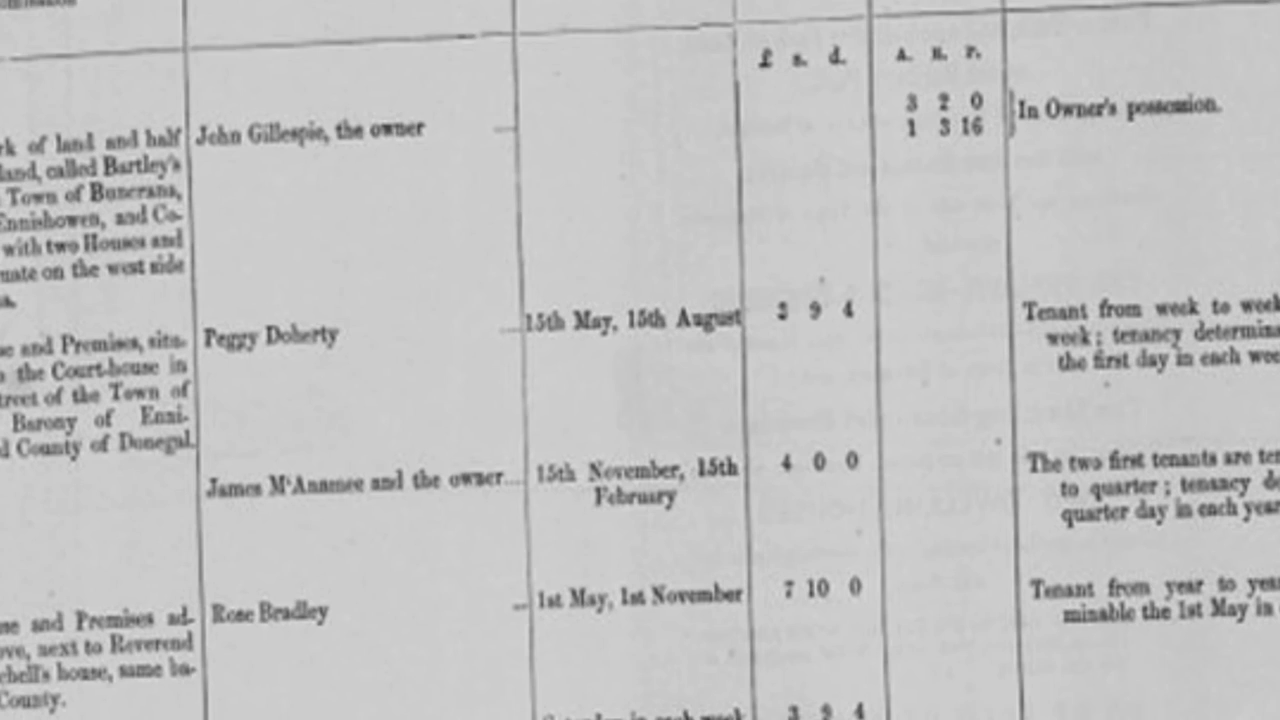 £ s. d. A. R. P.
3 2 0
1 3 16
In Owner's possession.
John Gillespie, the owner
rk of land and half
land, called Bartley's
Town of Buncrana,
Ennishowen, and Co-
with two Houses and
uate on the west side
15th May, 15th August 3 9 4
Tenant from week to week
week; tenancy determina
the first day in each wee
Peggy Doherty
se and Premises, situ-
the Court-house in
treet of the Town of
Barony of Enni-
d County of Donegal.
James M'Anamee and the owner
15th November, 15th
February
4 0 0
The two first tenants are ten
to quarter; tenancy de
quarter day in each year
Rose Bradley
1st May, 1st November 7 10 0
Tenant from year to year
minable the 1st May in
se and Premises ad-
ove, next to Reverend
chell's house, same ba-
County.
in each week 3 9 4